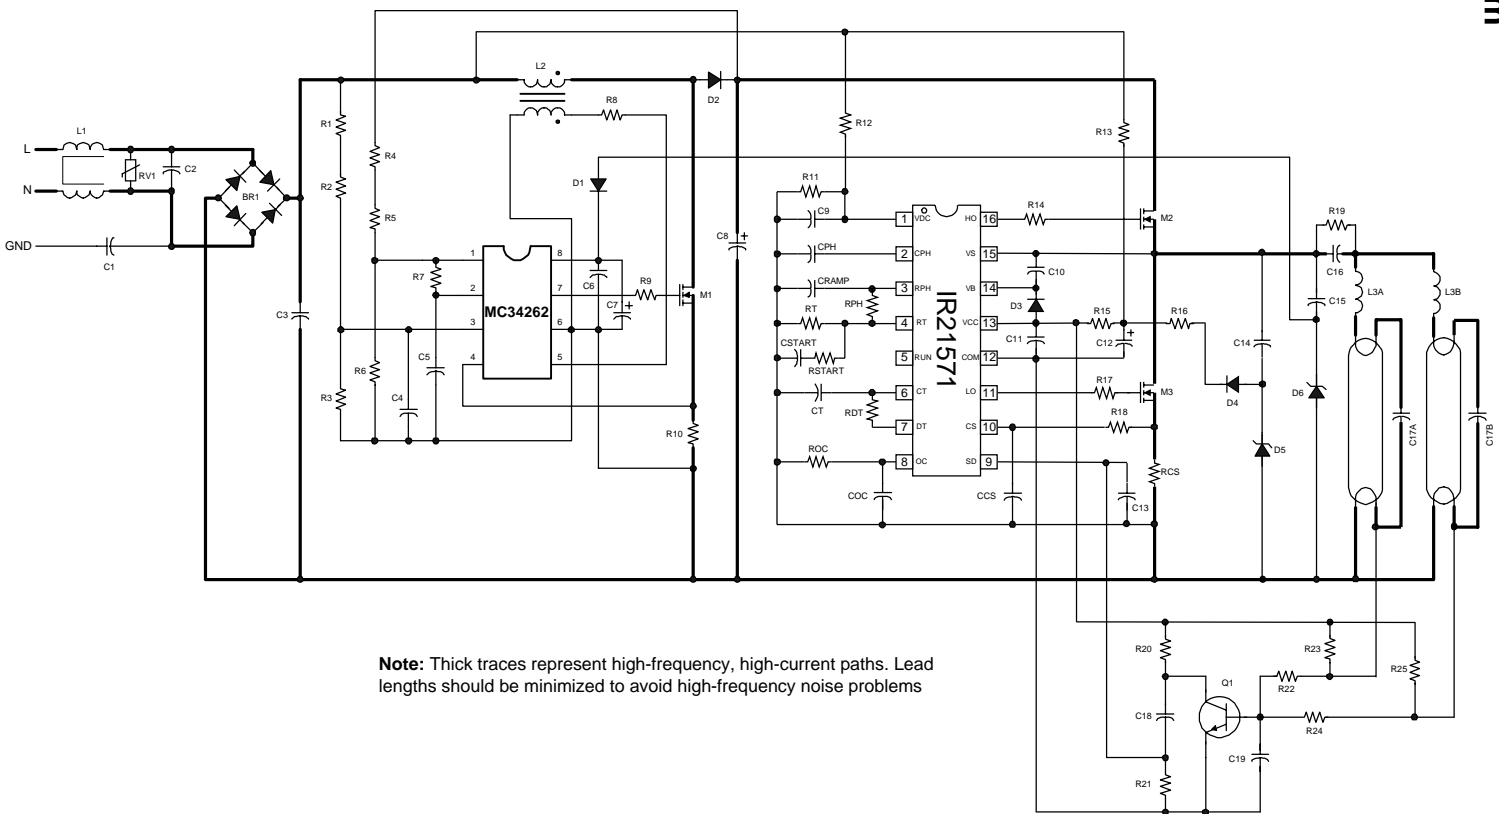 L2
R8
D2
R1
R12
R13
L1
L
RV1
C2
R4
N
R2
BR1
D1
R11
R14
M2
R19
C9
1 VDC HO 16
R5
GND
C1
C8 +
CPH
2 CPH VS 15
C10
C16
L3A
L3B
1 8
R7
C6
R9
M1
CRAMP
3 RPH VB 14
D3
C15
2 7
C7 +
RPH
MC34262
IR21571
C3
RT
4 RT VCC 13
R15
R16
3 6
CSTART
RSTART
5 RUN COM 12
C11
C12 +
C14
4 5
C5
R6
R3
C4
CT
RDT
6 CT LO 11
R17
M3
D4
D6
R10
7 DT CS 10
R18
C17A
C17B
ROC
8 OC SD 9
RCS
D5
COC
CCS
C13
R20
R23
R25
Note: Thick traces represent high-frequency, high-current paths. Lead
lengths should be minimized to avoid high-frequency noise problems
Q1
R22
C18
R24
C19
R21